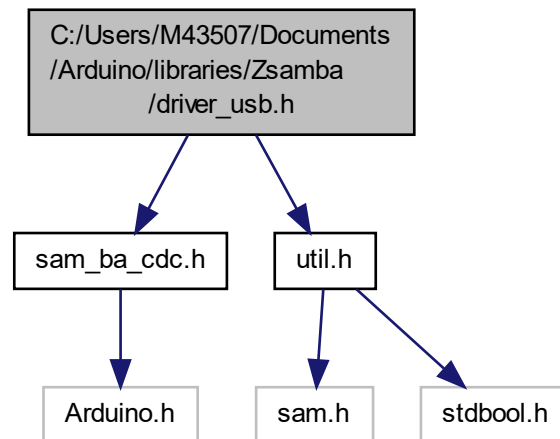 C:/Users/M43507/Documents
/Arduino/libraries/Zsamba
/driver_usb.h
sam_ba_cdc.h
util.h
Arduino.h
sam.h
stdbool.h